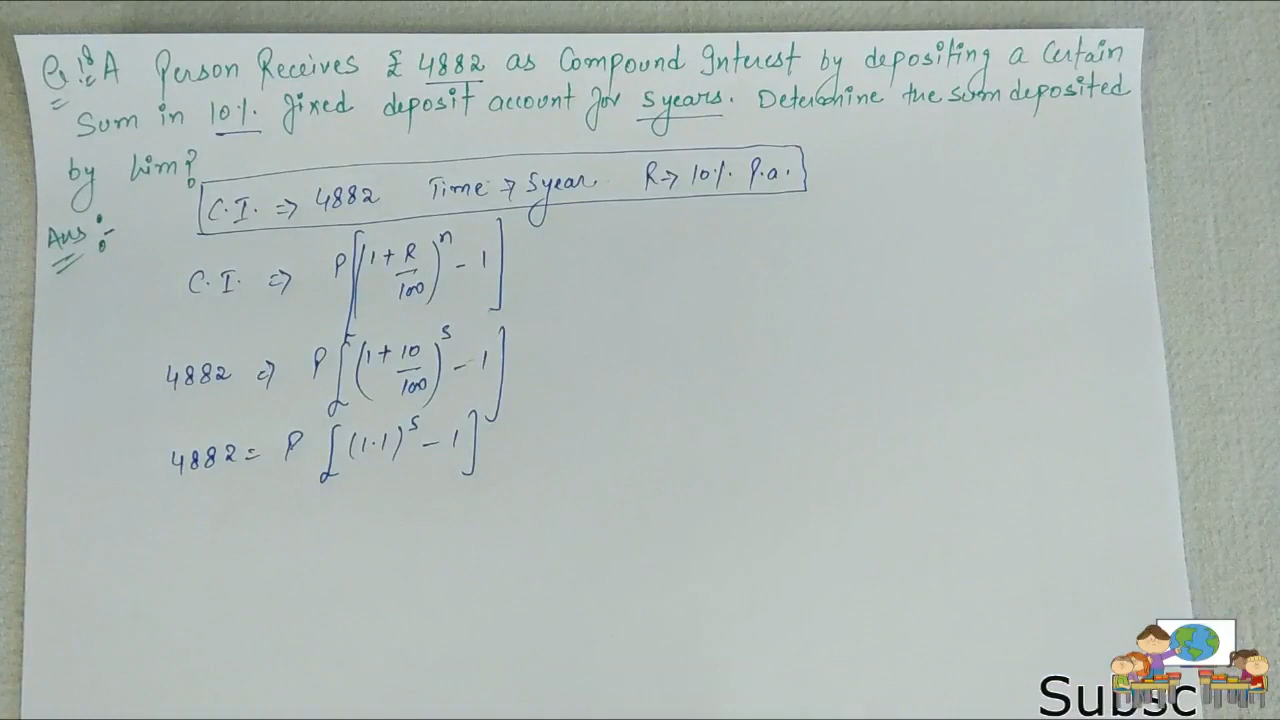 Q.18:- A Person Receives ₹ 4882 as Compound Interest by depositing a Certain
Sum in 10% fixed deposit account for 5 years. Determine the sum deposited
by him?
C.I. ⇒ 4882 Time → 5 year R → 10% P.a.
Ans:-
C.I. ⇒ P[(1 + R/100)^n - 1]
4882 ⇒ P[(1 + 10/100)^5 - 1]
4882 = P [(1.1)^5 - 1]
Subsc